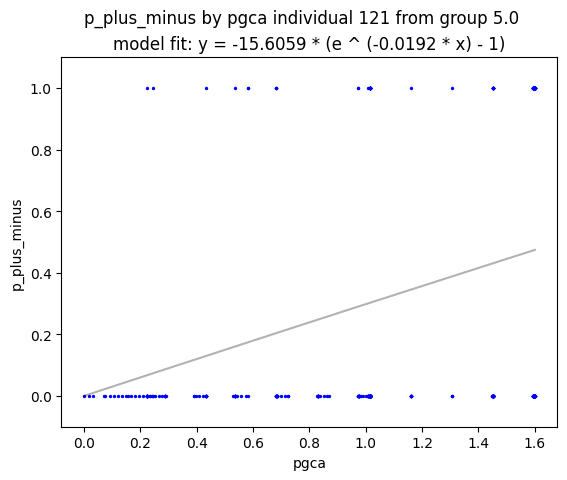 p_plus_minus by pgca individual 121 from group 5.0
model fit: y = -15.6059 * (e ^ (-0.0192 * x) - 1)
1.0
0.8
0.6
0.4
0.2
0.0
p_plus_minus
0.0 0.2 0.4 0.6 0.8 1.0 1.2 1.4 1.6
pgca